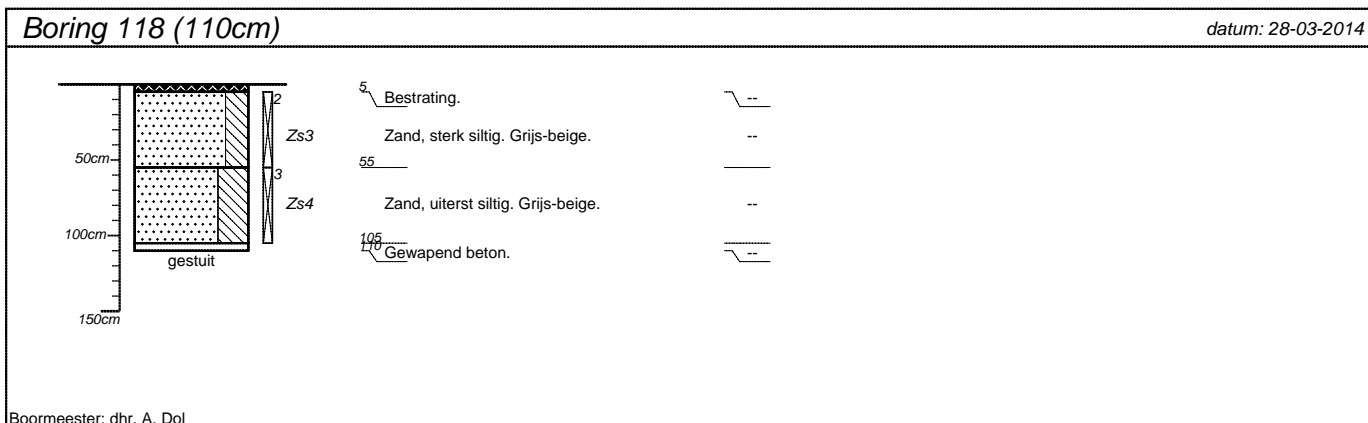 Boring 118 (110cm) datum: 28-03-2014
5 Bestrating. --
2
Zs3 Zand, sterk siltig. Grijs-beige. --
50cm 55
3
Zs4 Zand, uiterst siltig. Grijs-beige. --
100cm 105
110 Gewapend beton. --
gestuit
150cm
Boormeester: dhr. A. Dol